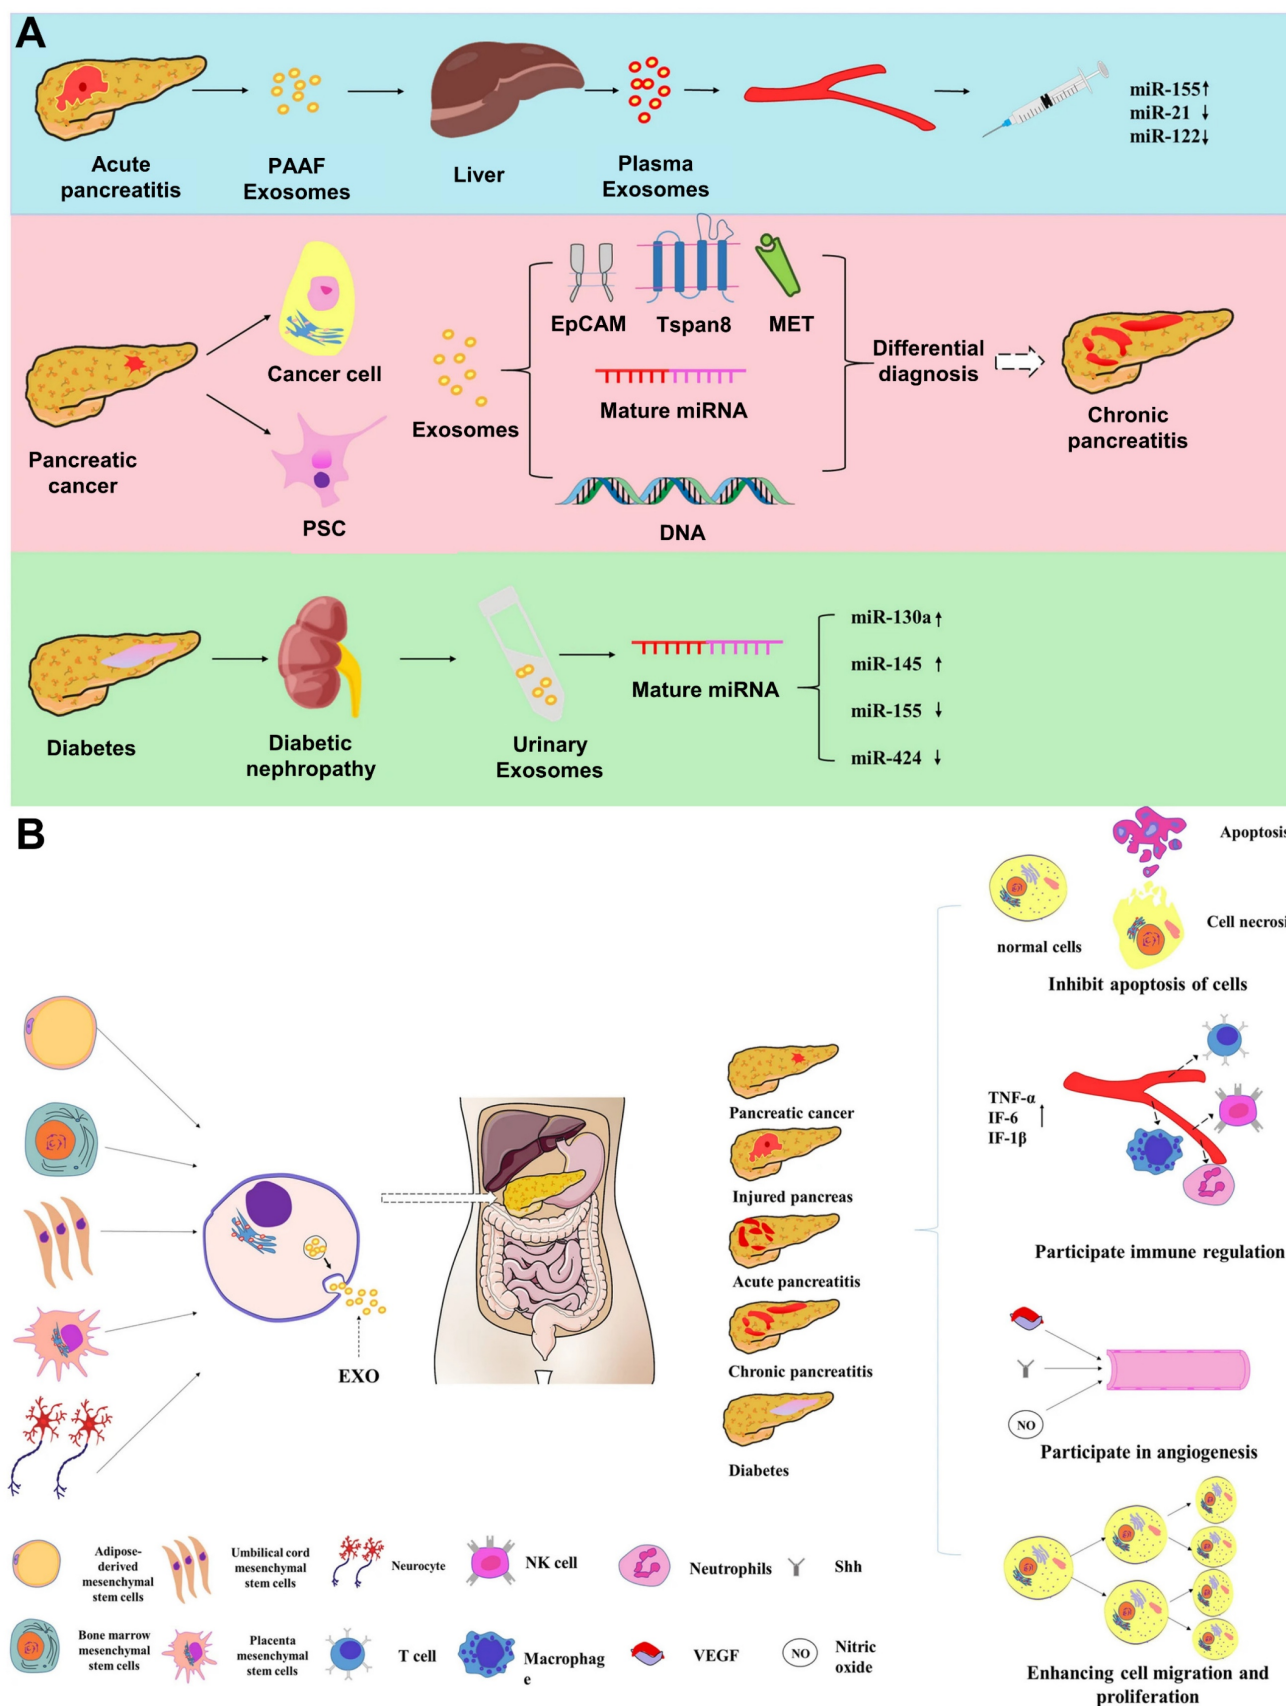 A
Acute
pancreatitis
PAAF
Exosomes
Liver
Plasma
Exosomes
miR-155↑
miR-21 ↓
miR-122↓
Pancreatic
cancer
Cancer cell
PSC
Exosomes
EpCAM
Tspan8
MET
Mature miRNA
DNA
Differential
diagnosis
Chronic
pancreatitis
Diabetes
Diabetic
nephropathy
Urinary
Exosomes
Mature miRNA
miR-130a↑
miR-145 ↑
miR-155 ↓
miR-424 ↓
B
EXO
Pancreatic cancer
Injured pancreas
Acute pancreatitis
Chronic pancreatitis
Diabetes
normal cells
Apoptosis
Cell necrosi
Inhibit apoptosis of cells
TNF-α
IF-6
IF-1β
↑
Participate immune regulation
NO
Participate in angiogenesis
Enhancing cell migration and
proliferation
Adipose-
derived
mesenchymal
stem cells
Umbilical cord
mesenchymal
stem cells
Neurocyte
NK cell
Neutrophils
Shh
Bone marrow
mesenchymal
stem cells
Placenta
mesenchymal
stem cells
T cell
Macrophag
e
VEGF
NO
Nitric
oxide